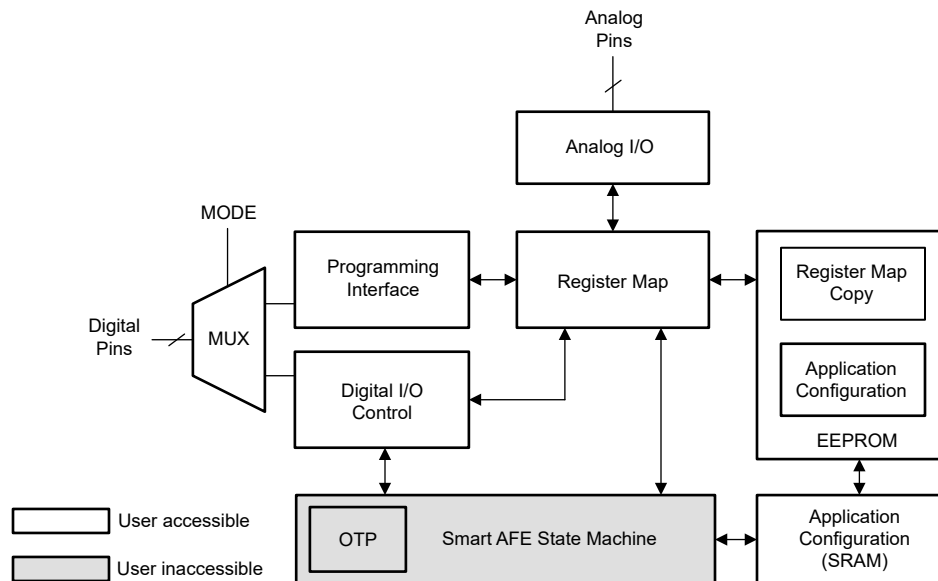 Analog
Pins
Analog I/O
MODE
Programming
Interface
Register Map
Register Map
Copy
Digital
Pins
MUX
Digital I/O
Control
Application
Configuration
EEPROM
User accessible
OTP
Smart AFE State Machine
Application
Configuration
(SRAM)
User inaccessible